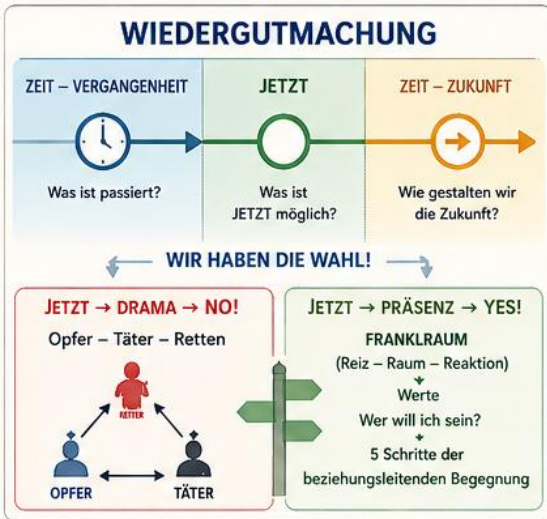 WIEDERGUTMACHUNG
ZEIT – VERGANGENHEIT
Was ist passiert?
JETZT
Was ist
JETZT möglich?
ZEIT – ZUKUNFT
Wie gestalten wir
die Zukunft?
WIR HABEN DIE WAHL!
JETZT → DRAMA → NO!
Opfer – Täter – Retten
RETTER
OPFER
TÄTER
JETZT → PRÄSENZ → YES!
FRANKLRAUM
(Reiz – Raum – Reaktion)
Werte
Wer will ich sein?
5 Schritte der
beziehungsleitenden Begegnung